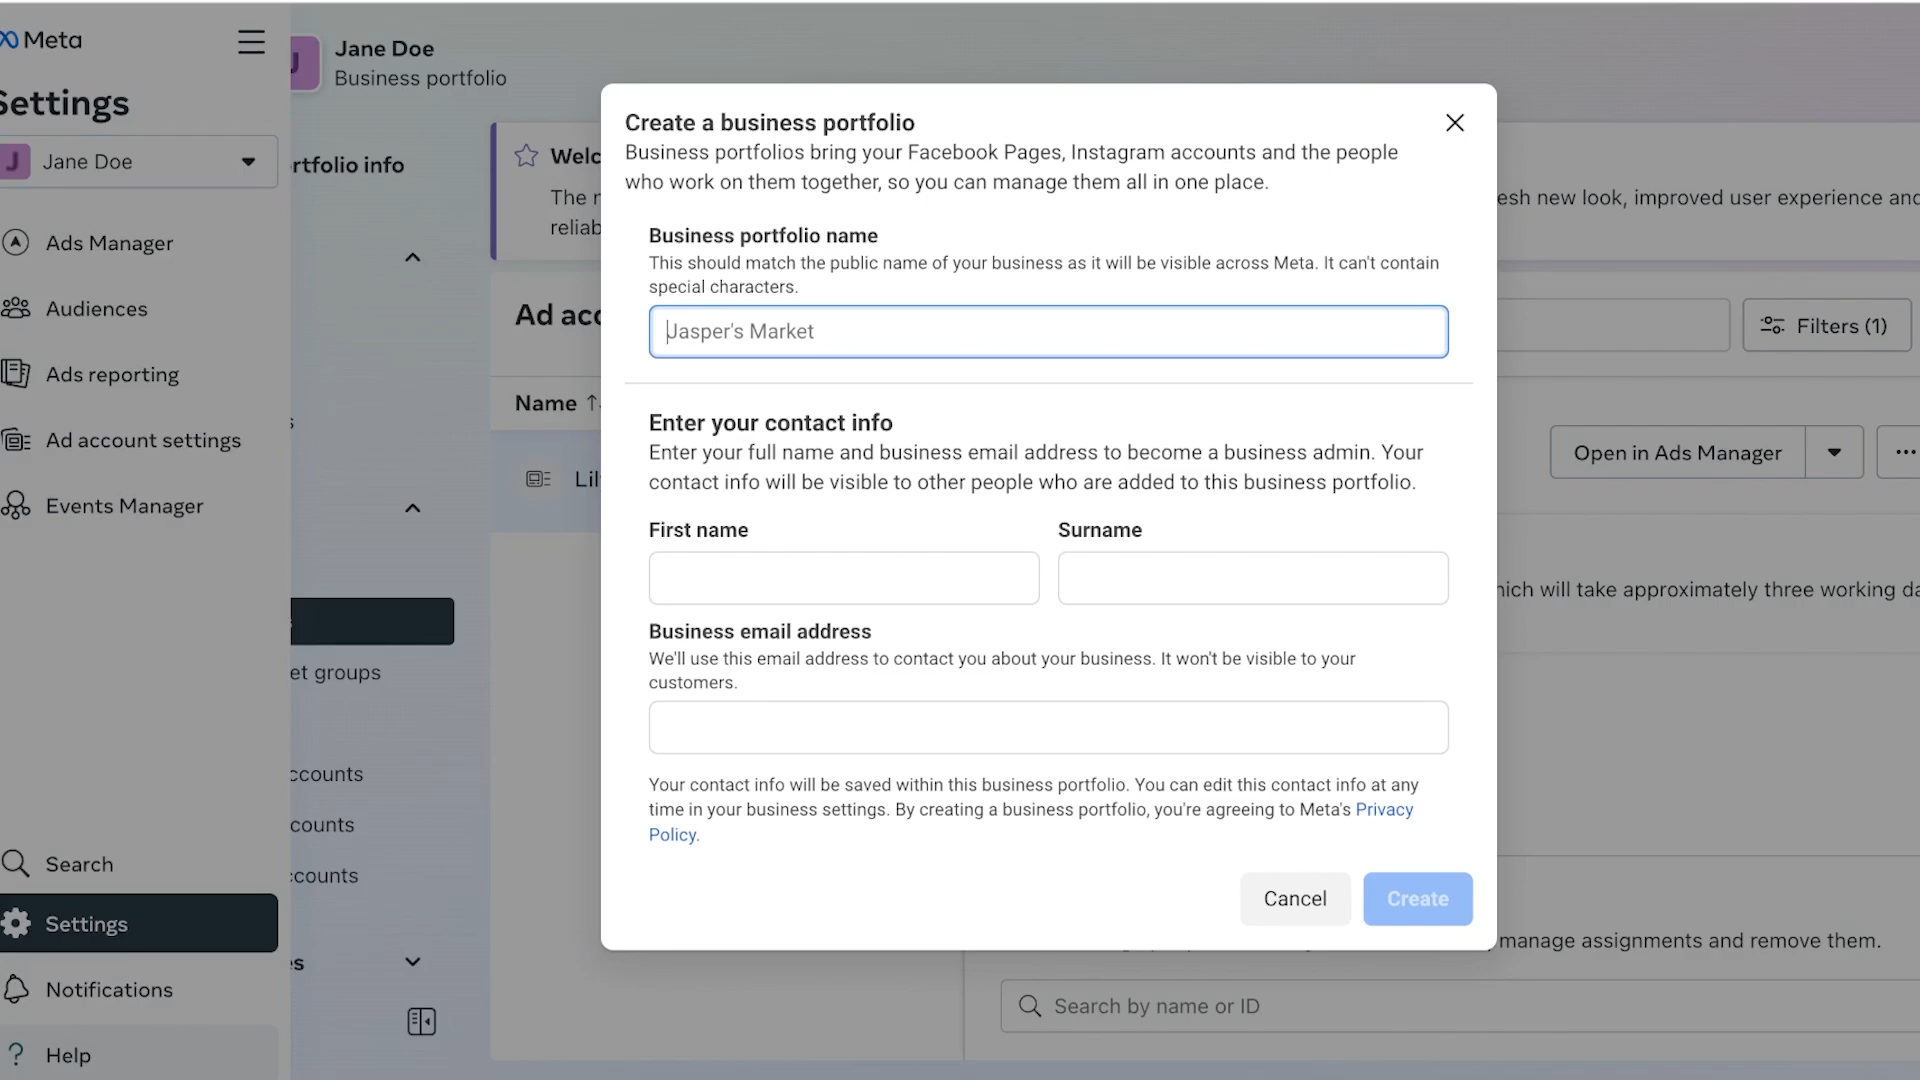 Meta
Settings
J
Jane Doe
Ads Manager
Audiences
Ads reporting
Ad account settings
Events Manager
Search
Settings
Notifications
Help
Jane Doe
Business portfolio
rtfolio info
et groups
ccounts
counts
ccounts
Welc
The
reliab
Ad acc
Name
esh new look, improved user experience and
Filters (1)
Open in Ads Manager
hich will take approximately three working da
manage assignments and remove them.
Search by name or ID
Create a business portfolio
Business portfolios bring your Facebook Pages, Instagram accounts and the people
who work on them together, so you can manage them all in one place.
Business portfolio name
This should match the public name of your business as it will be visible across Meta. It can't contain
special characters.
Jasper's Market
Enter your contact info
Enter your full name and business email address to become a business admin. Your
contact info will be visible to other people who are added to this business portfolio.
First name
Surname
Business email address
We'll use this email address to contact you about your business. It won't be visible to your
customers.
Your contact info will be saved within this business portfolio. You can edit this contact info at any
time in your business settings. By creating a business portfolio, you're agreeing to Meta's Privacy
Policy.
Cancel
Create